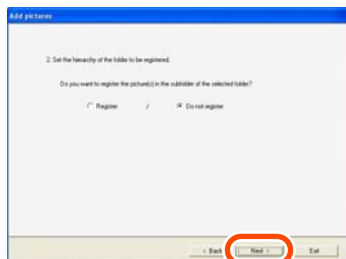 Add pictures
2. Set the hierarchy of the folder to be registered.
Do you want to register the picture(s) in the subfolder of the selected folder?
Register / Do not register
< Back Next > Exit